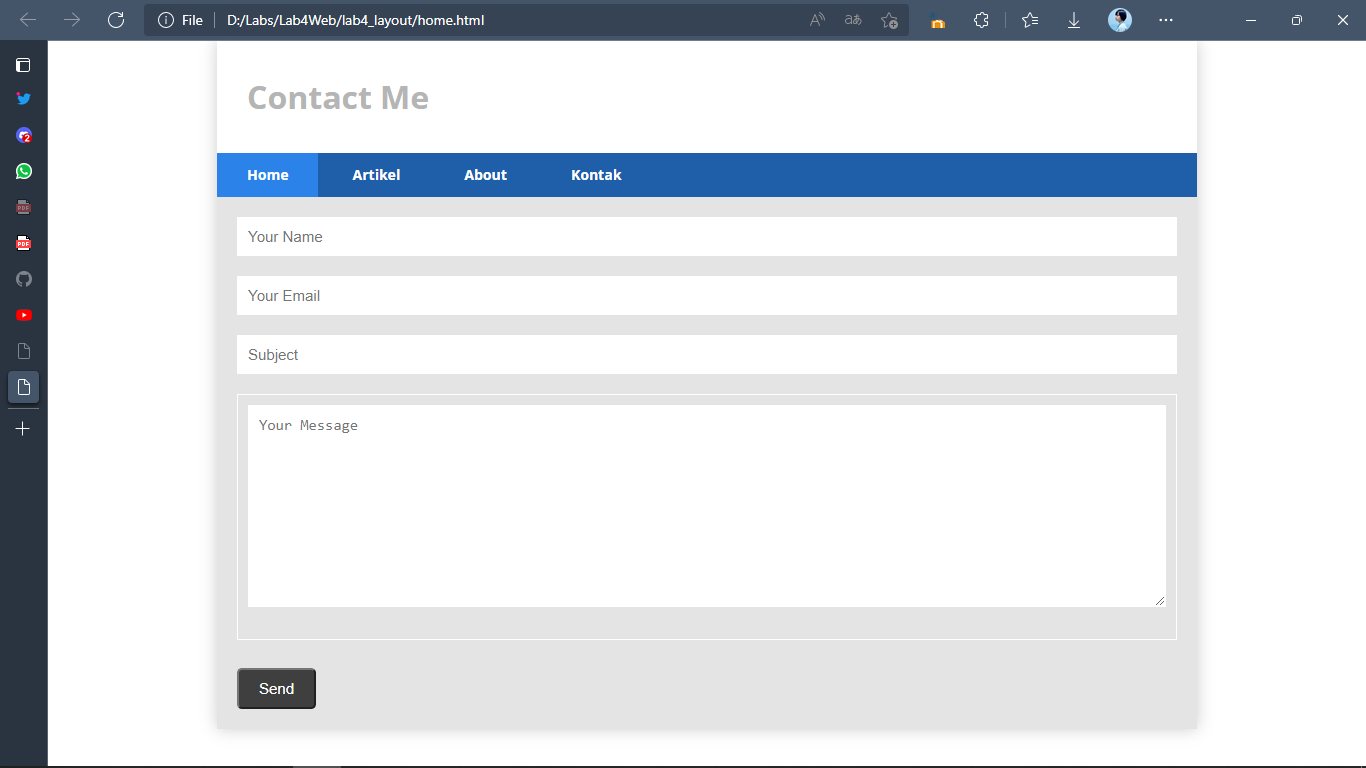 File D:/Labs/Lab4Web/lab4_layout/home.html
Contact Me
Home Artikel About Kontak
Your Name
Your Email
Subject
Your Message
Send